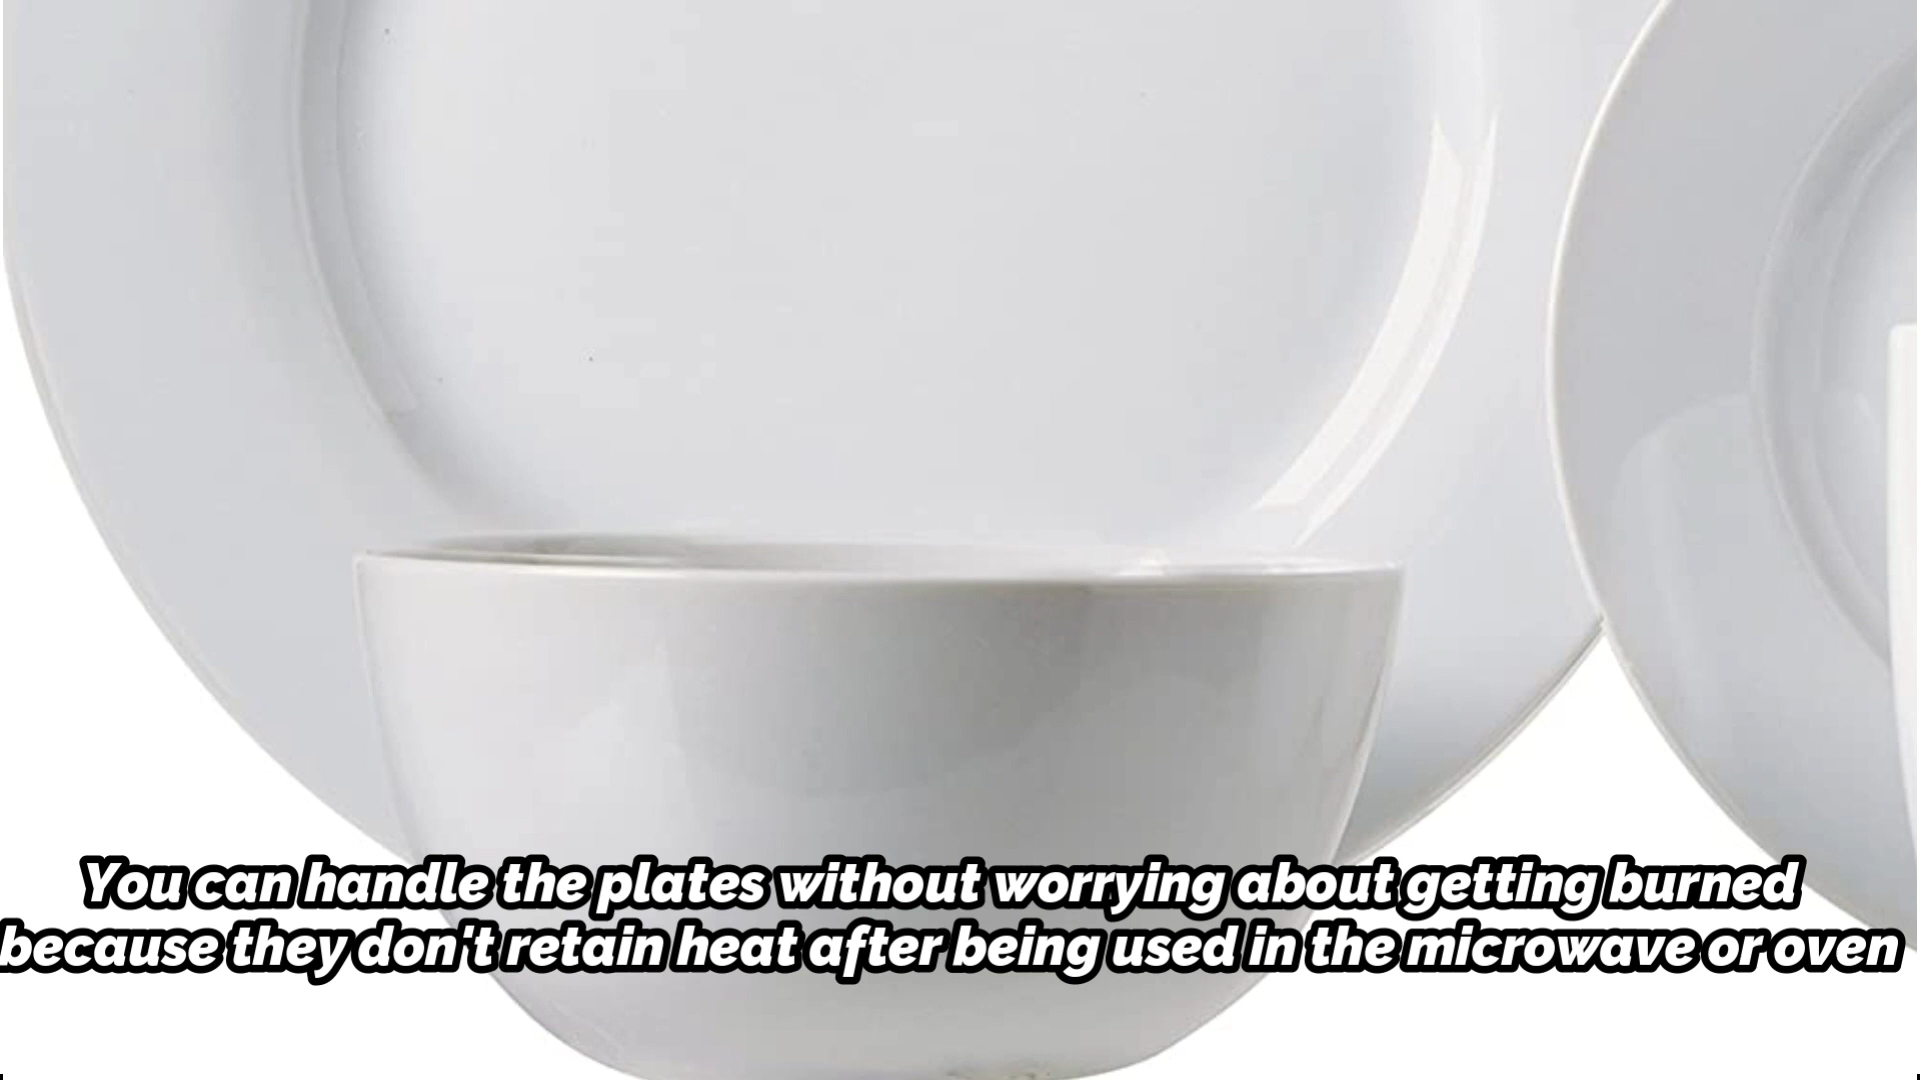 You can handle the plates without worrying about getting burned
because they don't retain heat after being used in the microwave or oven